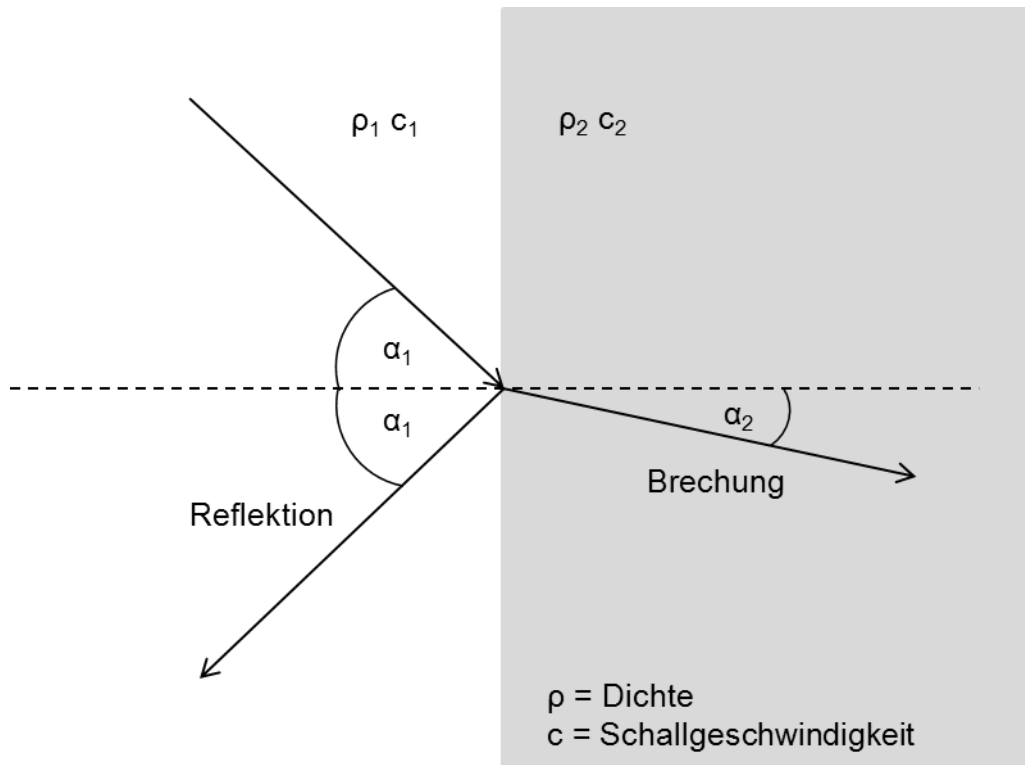 ρ₁ c₁
ρ₂ c₂
α₁
α₁
α₂
Brechung
Reflektion
ρ = Dichte
c = Schallgeschwindigkeit